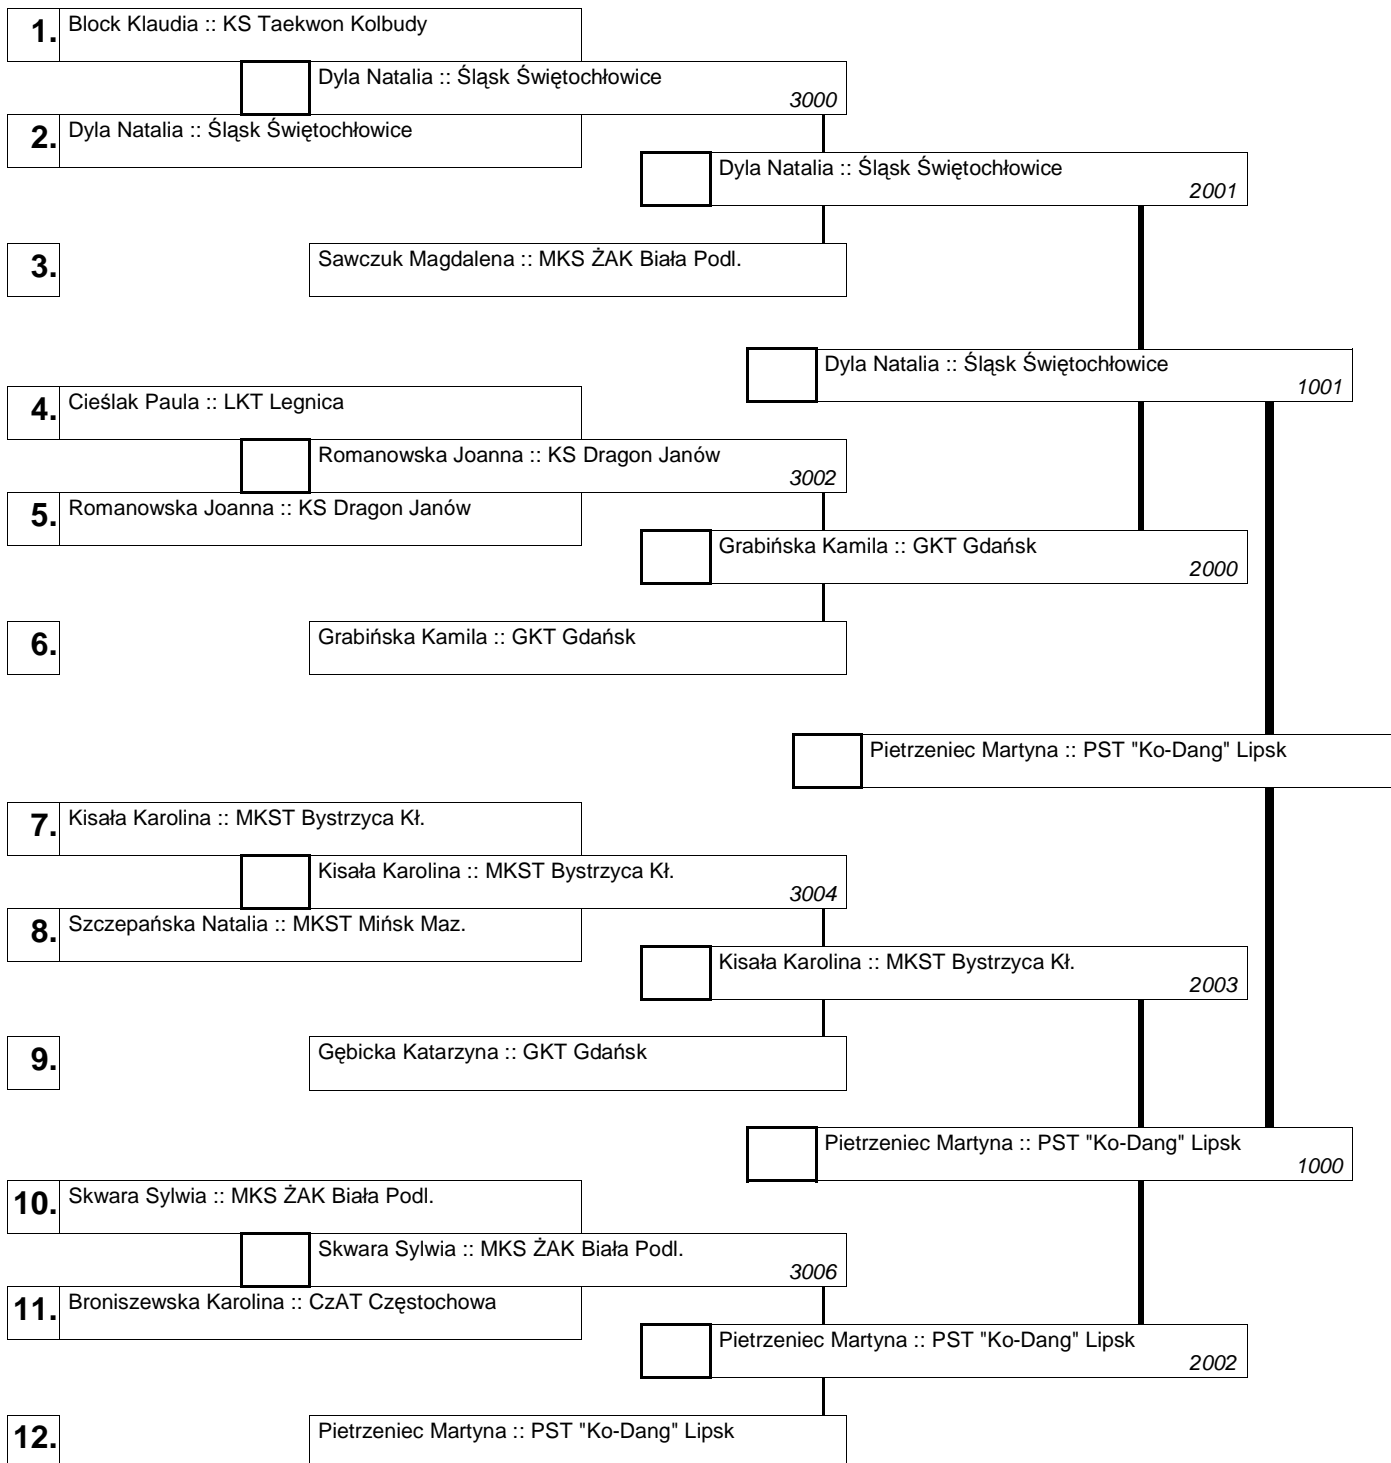 1. Block Klaudia :: KS Taekwon Kolbudy
Dyla Natalia :: Śląsk Świętochłowice
3000
2. Dyla Natalia :: Śląsk Świętochłowice
Dyla Natalia :: Śląsk Świętochłowice
2001
3. Sawczuk Magdalena :: MKS ŻAK Biała Podl.
Dyla Natalia :: Śląsk Świętochłowice
1001
4. Cieślak Paula :: LKT Legnica
Romanowska Joanna :: KS Dragon Janów
3002
5. Romanowska Joanna :: KS Dragon Janów
Grabińska Kamila :: GKT Gdańsk
2000
6. Grabińska Kamila :: GKT Gdańsk
Pietrzeniec Martyna :: PST "Ko-Dang" Lipsk
7. Kisała Karolina :: MKST Bystrzyca Kł.
Kisała Karolina :: MKST Bystrzyca Kł.
3004
8. Szczepańska Natalia :: MKST Mińsk Maz.
Kisała Karolina :: MKST Bystrzyca Kł.
2003
9. Gębicka Katarzyna :: GKT Gdańsk
Pietrzeniec Martyna :: PST "Ko-Dang" Lipsk
1000
10. Skwara Sylwia :: MKS ŻAK Biała Podl.
Skwara Sylwia :: MKS ŻAK Biała Podl.
3006
11. Broniszewska Karolina :: CzAT Częstochowa
Pietrzeniec Martyna :: PST "Ko-Dang" Lipsk
2002
12. Pietrzeniec Martyna :: PST "Ko-Dang" Lipsk